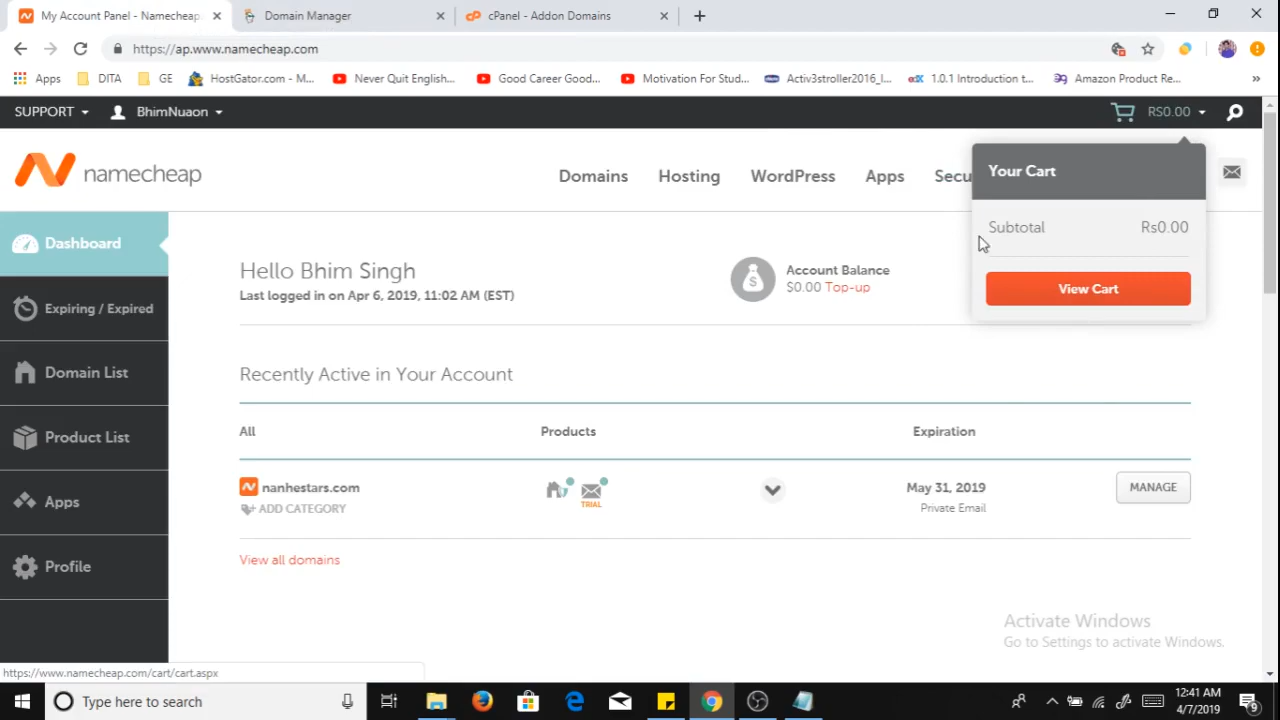 My Account Panel - Namecheap
Domain Manager
cPanel - Addon Domains
https://ap.www.namecheap.com
Apps
DITA
GE
HostGator.com - M...
Never Quit English...
Good Career Good...
Motivation For Stud...
Activ3stroller2016_I...
1.0.1 Introduction t...
Amazon Product Re...
»
SUPPORT
BhimNuaon
RS0.00
namecheap
Domains
Hosting
WordPress
Apps
Secu
Your Cart
Subtotal
Rs0.00
View Cart
Dashboard
Expiring / Expired
Domain List
Product List
Apps
Profile
Hello Bhim Singh
Last logged in on Apr 6, 2019, 11:02 AM (EST)
Account Balance
$0.00 Top-up
Recently Active in Your Account
All
Products
Expiration
nanhestars.com
ADD CATEGORY
TRIAL
May 31, 2019
Private Email
MANAGE
View all domains
Activate Windows
Go to Settings to activate Windows.
https://www.namecheap.com/cart/cart.aspx
Type here to search
12:41 AM
4/7/2019